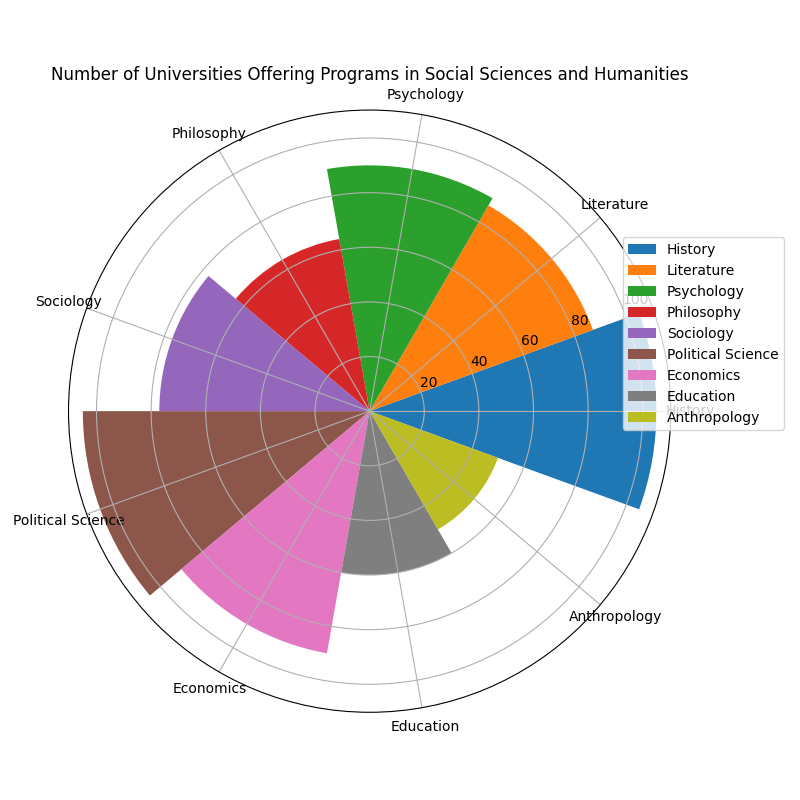 Number of Universities Offering Programs in Social Sciences and Humanities
Psychology
Philosophy
Literature
Sociology
Political Science
Economics
Education
Anthropology
History
20
40
60
80
100
History
Literature
Psychology
Philosophy
Sociology
Political Science
Economics
Education
Anthropology